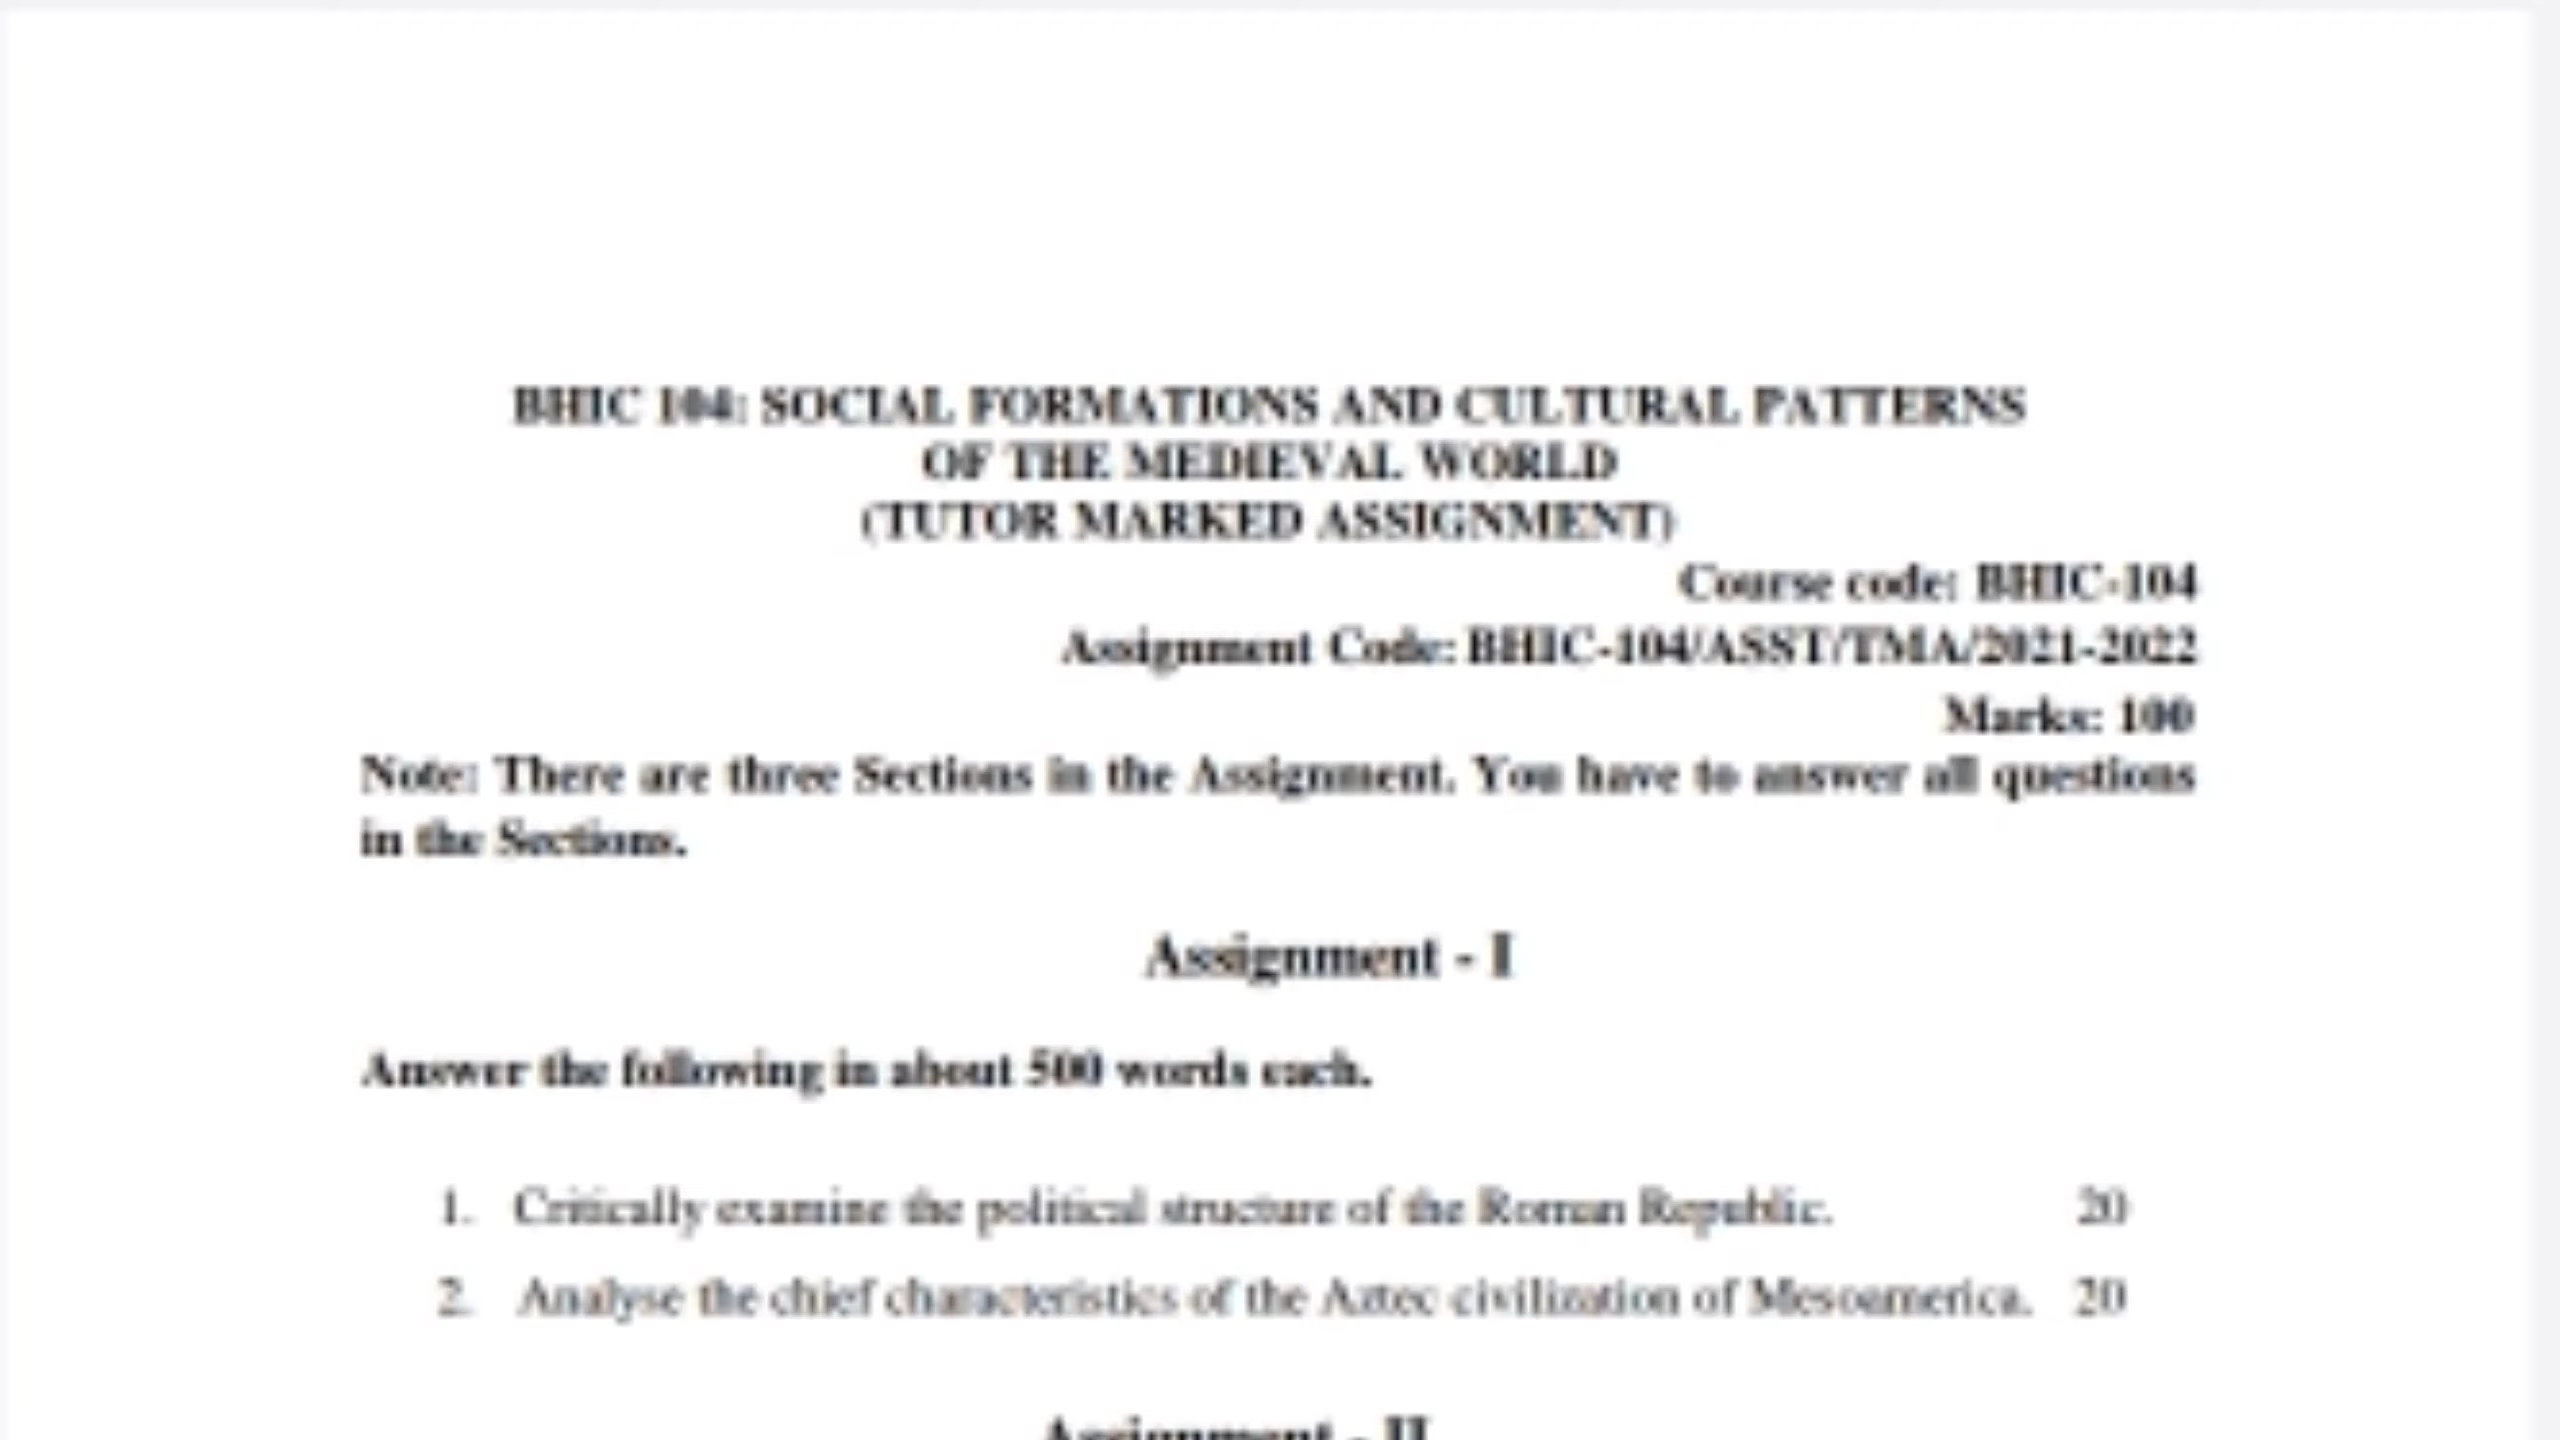 BHIC 104: SOCIAL FORMATIONS AND CULTURAL PATTERNS
OF THE MEDIEVAL WORLD
(TUTOR MARKED ASSIGNMENT)
Course code: BHIC-104
Assignment Code: BHIC-104/ASST/TMA/2021-2022
Marks: 100
Note: There are three Sections in the Assignment. You have to answer all questions
in the Sections.
Assignment - I
Answer the following in about 500 words each.
1. Critically examine the political structure of the Roman Republic. 20
2. Analyse the chief characteristics of the Aztec civilization of Mesoamerica. 20
Assignment - II